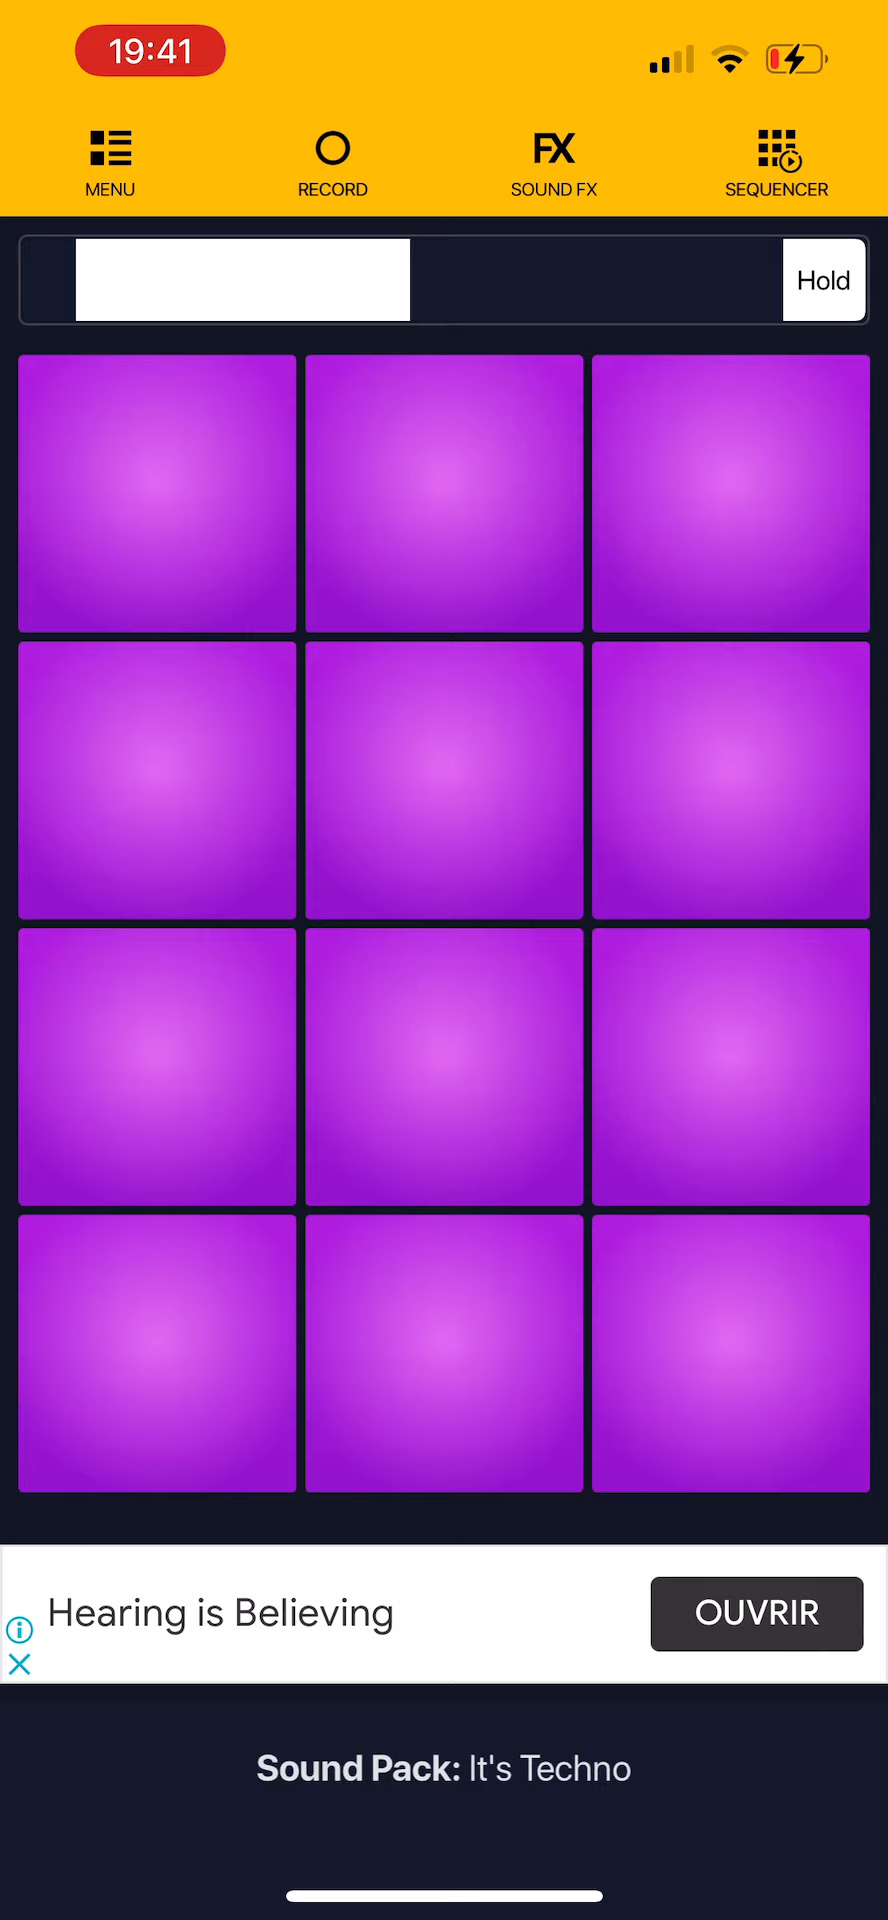 19:41
MENU
RECORD
FX
SOUND FX
SEQUENCER
Hold
Hearing is Believing
OUVRIR
Sound Pack: It's Techno